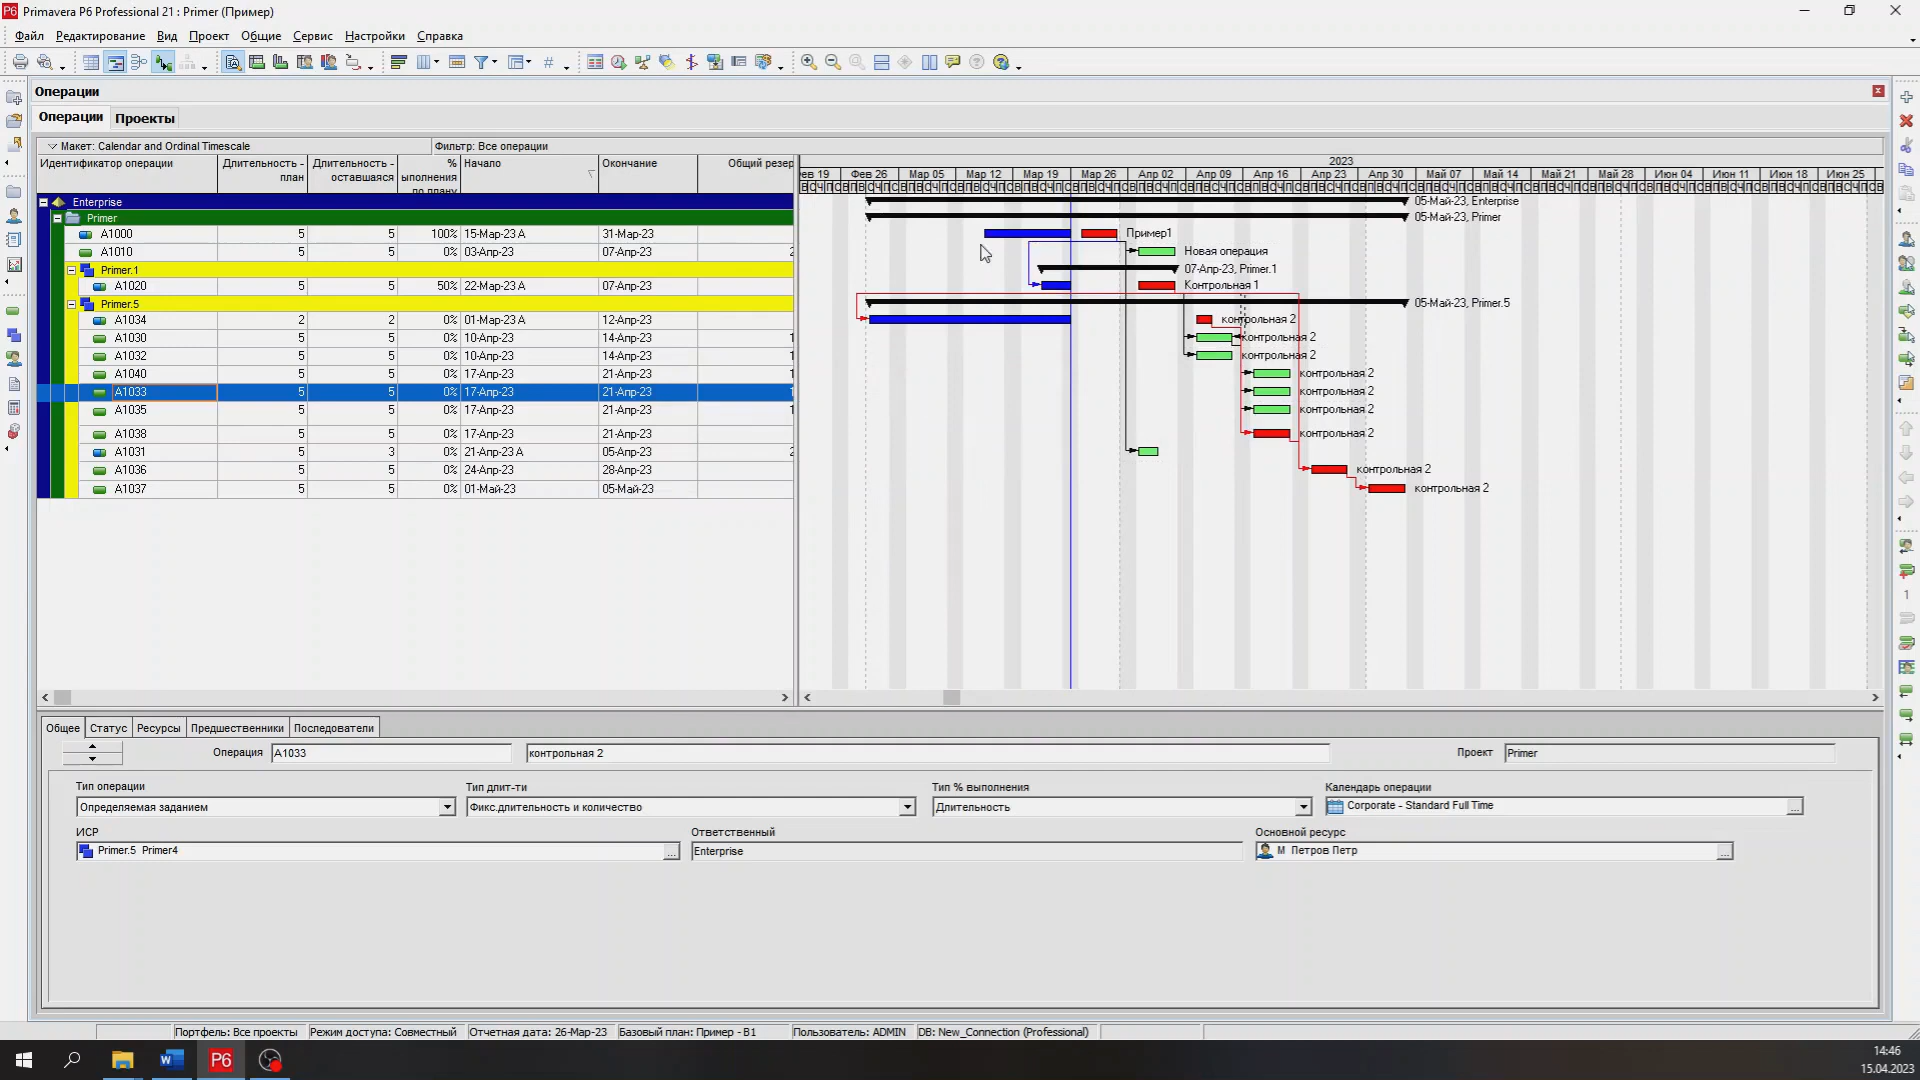 Primavera P6 Professional 21 : Primer (Пример)
Файл Редактирование Вид Проект Общие Сервис Настройки Справка
Операции
Операции Проекты
Макет: Calendar and Ordinal Timescale Фильтр: Все операции
Идентификатор операции Длительность - план Длительность - оставшаяся % ыполнения по плану Начало Окончание Общий резер
2023
ев 19 Фев 26 Мар 05 Мар 12 Мар 19 Мар 26 Апр 02 Апр 09 Апр 16 Апр 23 Апр 30 Май 07 Май 14 Май 21 Май 28 Июн 04 Июн 11 Июн 18 Июн 25
Enterprise 05-Май-23, Enterprise
Primer 05-Май-23, Primer
A1000 5 5 100% 15-Мар-23 A 31-Мар-23 Пример1
A1010 5 5 0% 03-Апр-23 07-Апр-23 2 Новая операция
Primer.1 07-Апр-23, Primer.1
A1020 5 5 50% 22-Мар-23 A 07-Апр-23 Контрольная 1
Primer.5 05-Май-23, Primer.5
A1034 2 2 0% 01-Мар-23 A 12-Апр-23 контрольная 2
A1030 5 5 0% 10-Апр-23 14-Апр-23 1 контрольная 2
A1032 5 5 0% 10-Апр-23 14-Апр-23 1 контрольная 2
A1040 5 5 0% 17-Апр-23 21-Апр-23 1 контрольная 2
A1033 5 5 0% 17-Апр-23 21-Апр-23 1 контрольная 2
A1035 5 5 0% 17-Апр-23 21-Апр-23 1 контрольная 2
A1038 5 5 0% 17-Апр-23 21-Апр-23 контрольная 2
A1031 5 3 0% 21-Апр-23 A 05-Апр-23 2
A1036 5 5 0% 24-Апр-23 28-Апр-23 контрольная 2
A1037 5 5 0% 01-Май-23 05-Май-23 контрольная 2
Общее Статус Ресурсы Предшественники Последователи
Операция A1033 контрольная 2 Проект Primer
Тип операции Тип длит-ти Тип % выполнения Календарь операции
Определяемая заданием Фикс.длительность и количество Длительность Corporate - Standard Full Time
ИСР Ответственный Основной ресурс
Primer.5 Primer4 Enterprise М Петров Петр
Портфель: Все проекты Режим доступа: Совместный Отчетная дата: 26-Мар-23 Базовый план: Пример - B1 Пользователь: ADMIN DB: New_Connection (Professional)
14:46
15.04.2023